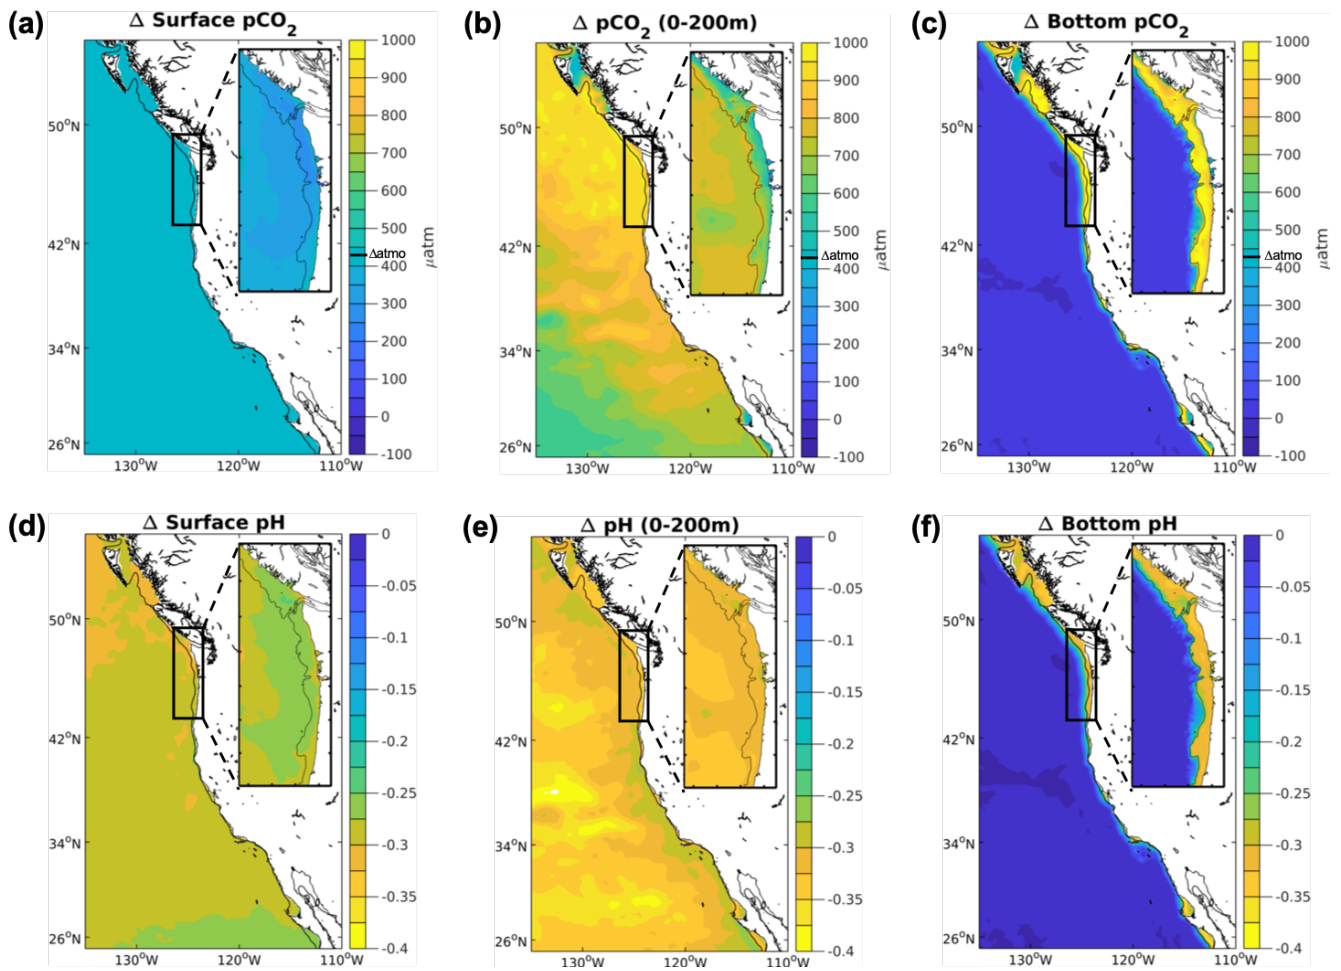 (a)
Δ Surface pCO₂
1000
900
800
700
600
500
Δatmo
400
300
200
100
0
-100
μatm
50°N
42°N
34°N
26°N
130°W
120°W
110°W
(b)
Δ pCO₂ (0-200m)
1000
900
800
700
600
500
Δatmo
400
300
200
100
0
-100
μatm
50°N
42°N
34°N
26°N
130°W
120°W
110°W
(c)
Δ Bottom pCO₂
1000
900
800
700
600
500
Δatmo
400
300
200
100
0
-100
μatm
50°N
42°N
34°N
26°N
130°W
120°W
110°W
(d)
Δ Surface pH
0
-0.05
-0.1
-0.15
-0.2
-0.25
-0.3
-0.35
-0.4
50°N
42°N
34°N
26°N
130°W
120°W
110°W
(e)
Δ pH (0-200m)
0
-0.05
-0.1
-0.15
-0.2
-0.25
-0.3
-0.35
-0.4
50°N
42°N
34°N
26°N
130°W
120°W
110°W
(f)
Δ Bottom pH
0
-0.05
-0.1
-0.15
-0.2
-0.25
-0.3
-0.35
-0.4
50°N
42°N
34°N
26°N
130°W
120°W
110°W